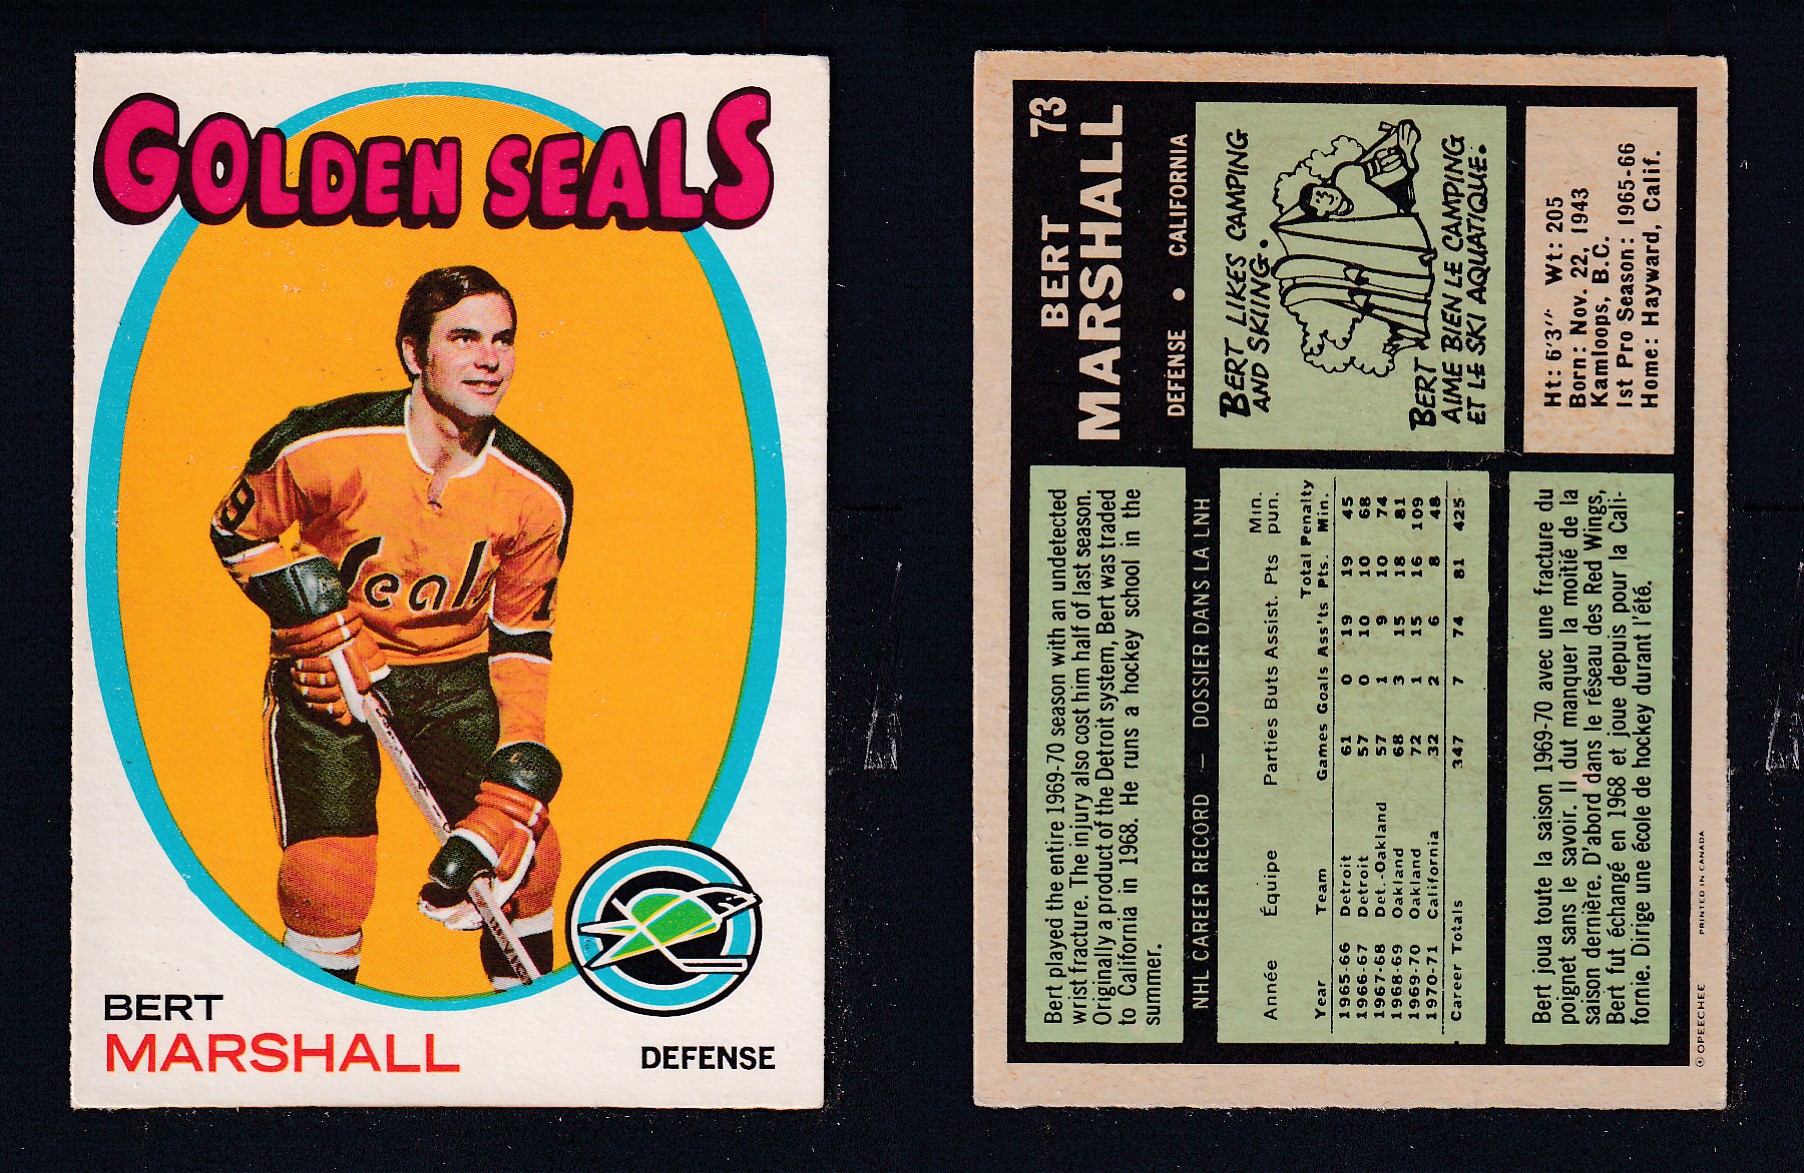 GOLDEN SEALS
Seals
BERT
MARSHALL
DEFENSE
73
BERT
MARSHALL
DEFENSE • CALIFORNIA
BERT LIKES CAMPING
AND SKIING.
BERT
AIME BIEN LE CAMPING
ET LE SKI AQUATIQUE.
Ht: 6'3" Wt: 205
Born: Nov. 22, 1943
Kamloops, B.C.
1st Pro Season: 1965-66
Home: Hayward, Calif.
Bert played the entire 1969-70 season with an undetected
wrist fracture. The injury also cost him half of last season.
Originally a product of the Detroit system, Bert was traded
to California in 1968. He runs a hockey school in the
summer.
NHL CAREER RECORD — DOSSIER DANS LA LNH
Année Équipe Parties Buts Assist. Pts Min. pun.
Total Penalty
Year Team Games Goals Ass'ts Pts. Min.
1965-66 Detroit 61 0 19 19 45
1966-67 Detroit 57 0 10 10 68
1967-68 Det.-Oakland 57 1 9 10 74
1968-69 Oakland 68 3 15 18 81
1969-70 Oakland 72 1 15 16 109
1970-71 California 32 2 6 8 48
Career Totals 347 7 74 81 425
Bert joua toute la saison 1969-70 avec une fracture du
poignet sans le savoir. Il dut manquer la moitié de la
saison dernière. D'abord dans le réseau des Red Wings,
Bert fut échangé en 1968 et joue depuis pour la Cali-
fornie. Dirige une école de hockey durant l'été.
© OPEECHEE PRINTED IN CANADA